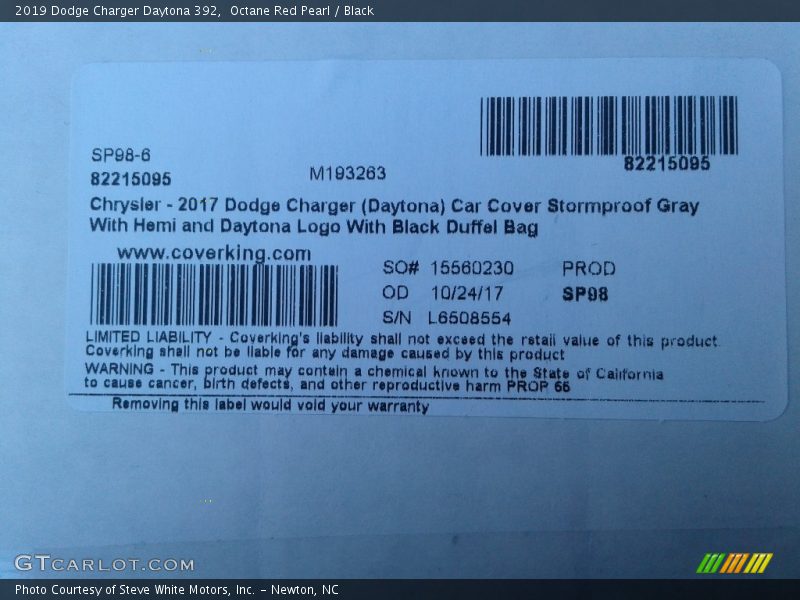 2019 Dodge Charger Daytona 392,  Octane Red Pearl / Black
SP98-6
82215095
M193263
82215095
Chrysler - 2017 Dodge Charger (Daytona) Car Cover Stormproof Gray
With Hemi and Daytona Logo With Black Duffel Bag
www.coverking.com
SO# 15560230 PROD
OD 10/24/17 SP98
S/N L6508554
LIMITED LIABILITY - Coverking's liability shall not exceed the retail value of this product.
Coverking shall not be liable for any damage caused by this product
WARNING - This product may contain a chemical known to the State of California
to cause cancer, birth defects, and other reproductive harm PROP 65
Removing this label would void your warranty
GTCARLOT.COM
Photo Courtesy of Steve White Motors, Inc. – Newton, NC